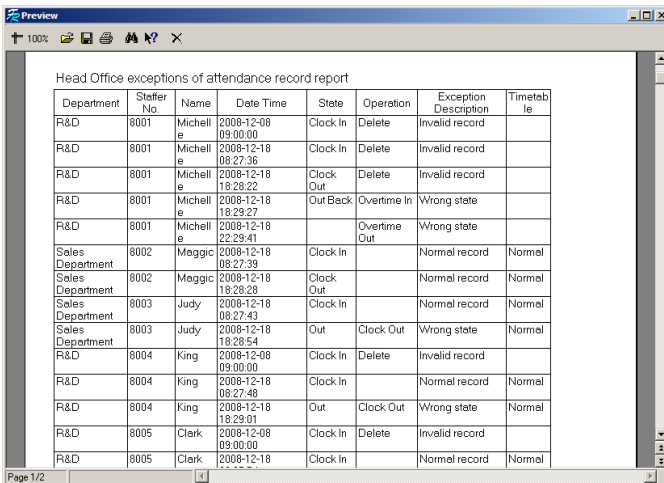 Preview
100%
Head Office exceptions of attendance record report
Department Staffer No. Name Date Time State Operation Exception Description Timetab le
R&D 8001 Michell e 2008-12-08 09:00:00 Clock In Delete Invalid record
R&D 8001 Michell e 2008-12-18 08:27:36 Clock In Delete Invalid record
R&D 8001 Michell e 2008-12-18 18:28:22 Clock Out Delete Invalid record
R&D 8001 Michell e 2008-12-18 18:29:27 Out Back Overtime In Wrong state
R&D 8001 Michell e 2008-12-18 22:29:41 Overtime Out Wrong state
Sales Department 8002 Maggic 2008-12-18 08:27:39 Clock In Normal record Normal
Sales Department 8002 Maggic 2008-12-18 18:28:28 Clock Out Normal record Normal
Sales Department 8003 Judy 2008-12-18 08:27:43 Clock In Normal record Normal
Sales Department 8003 Judy 2008-12-18 18:28:54 Out Clock Out Wrong state Normal
R&D 8004 King 2008-12-08 09:00:00 Clock In Delete Invalid record
R&D 8004 King 2008-12-18 08:27:48 Clock In Normal record Normal
R&D 8004 King 2008-12-18 18:29:01 Out Clock Out Wrong state Normal
R&D 8005 Clark 2008-12-08 09:00:00 Clock In Delete Invalid record
R&D 8005 Clark 2008-12-18 Clock In Normal record Normal
Page 1/2